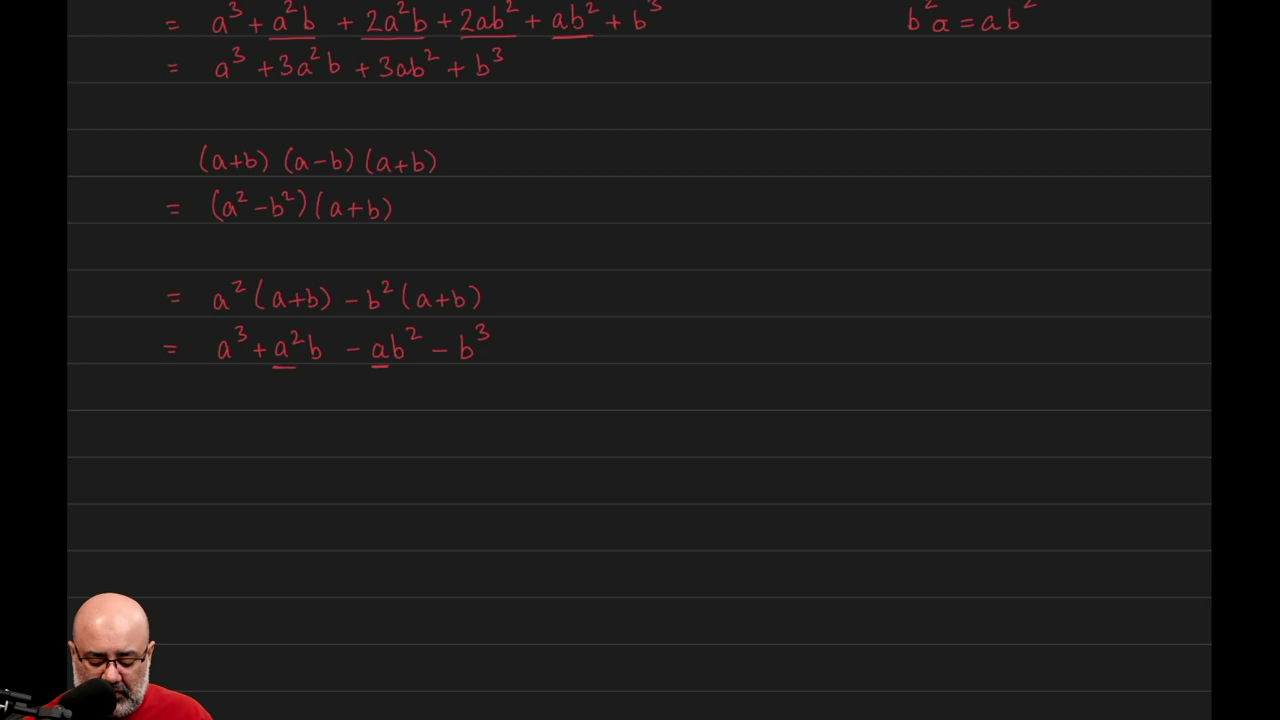 = a³ + a²b + 2a²b + 2ab² + ab² + b³ b²a = ab²
= a³ + 3a²b + 3ab² + b³
(a+b) (a-b) (a+b)
= (a² - b²) (a+b)
= a² (a+b) - b² (a+b)
= a³ + a²b - ab² - b³